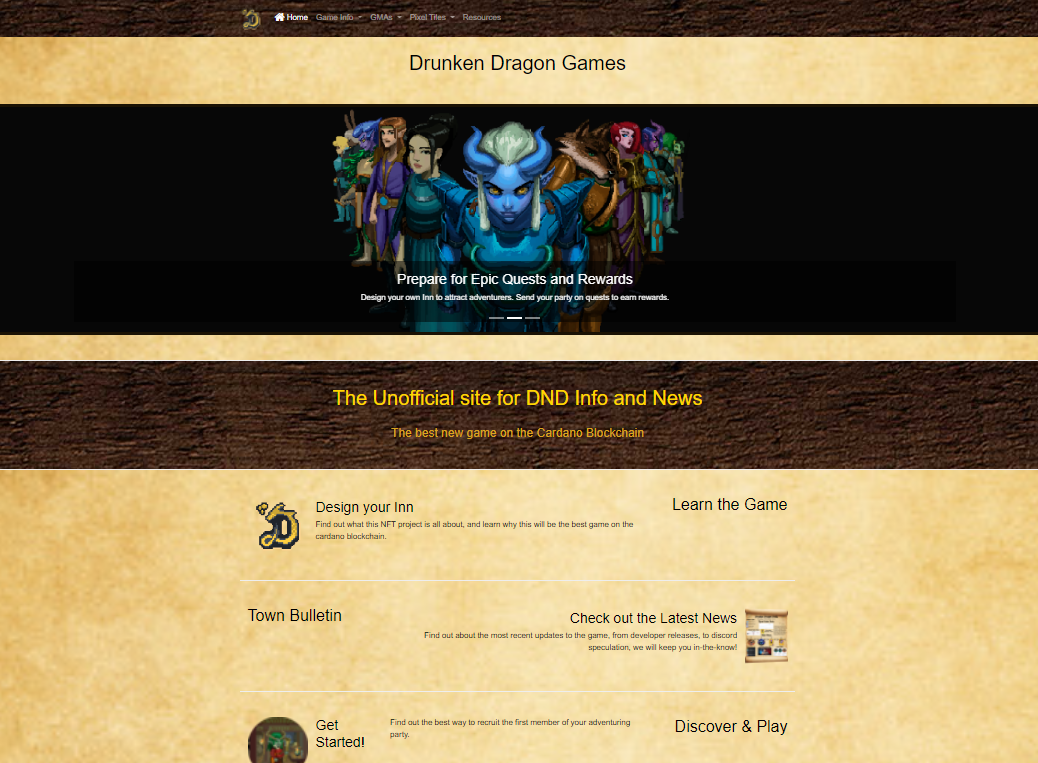 Home Game Info GMAs Pixel Tiles Resources
Drunken Dragon Games
Prepare for Epic Quests and Rewards
Design your own Inn to attract adventurers. Send your party on quests to earn rewards.
The Unofficial site for DND Info and News
The best new game on the Cardano Blockchain
Design your Inn
Find out what this NFT project is all about, and learn why this will be the best game on the
cardano blockchain.
Learn the Game
Town Bulletin
Check out the Latest News
Find out about the most recent updates to the game, from developer releases, to discord
speculation, we will keep you in-the-know!
Get
Started!
Find out the best way to recruit the first member of your adventuring
party.
Discover & Play